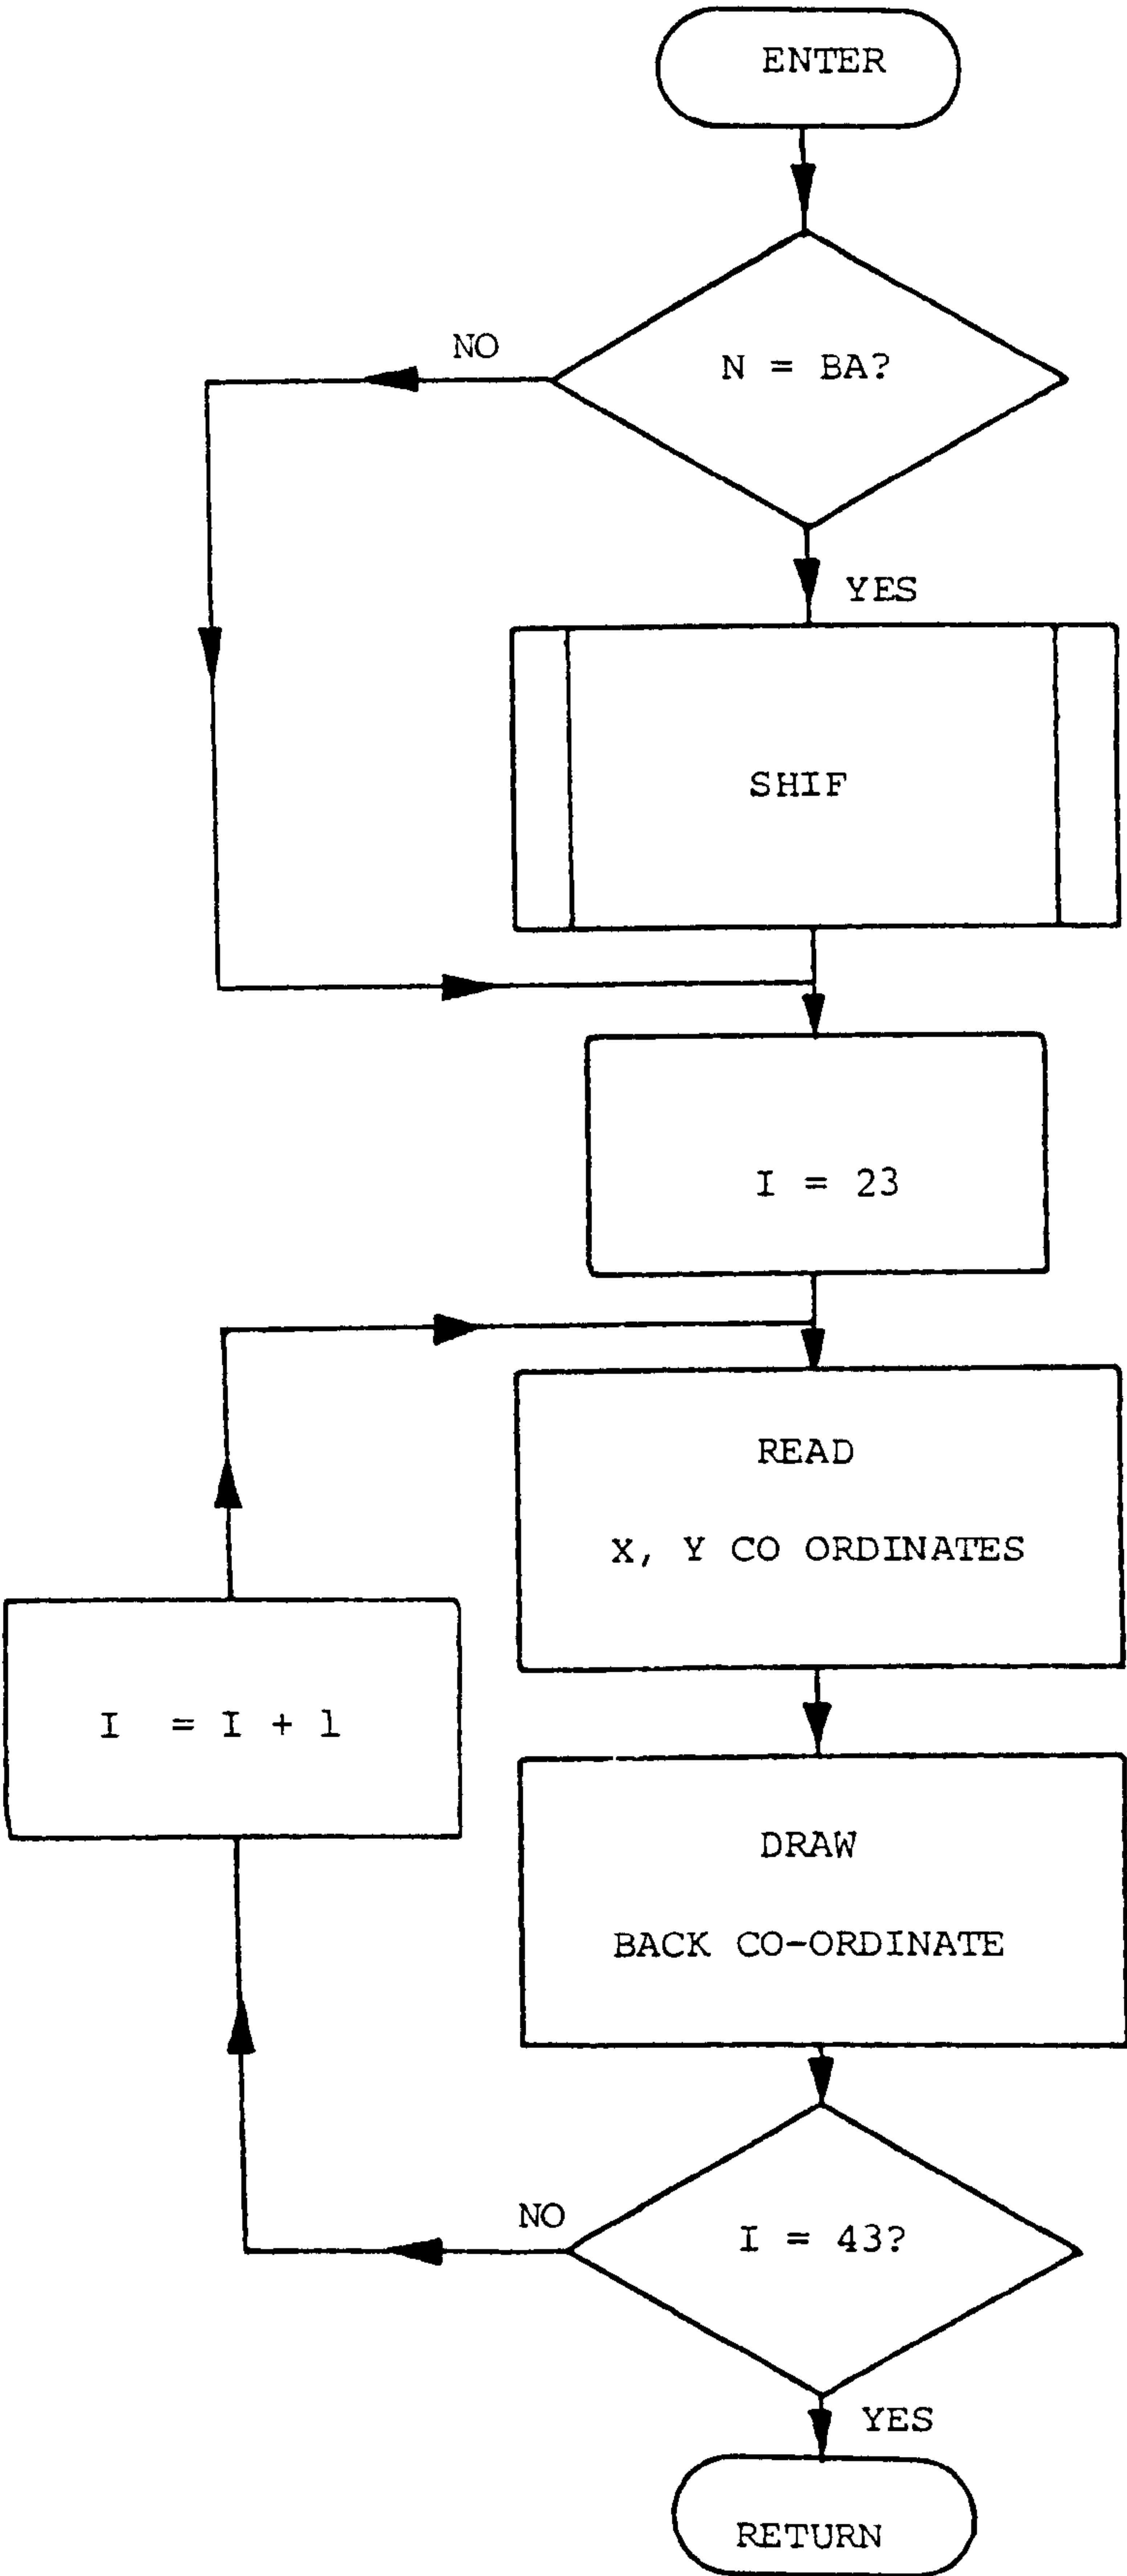 ENTER
N = BA?
NO
YES
SHIF
I = 23
READ
X, Y CO ORDINATES
I = I + 1
DRAW
BACK CO-ORDINATE
I = 43?
NO
YES
RETURN